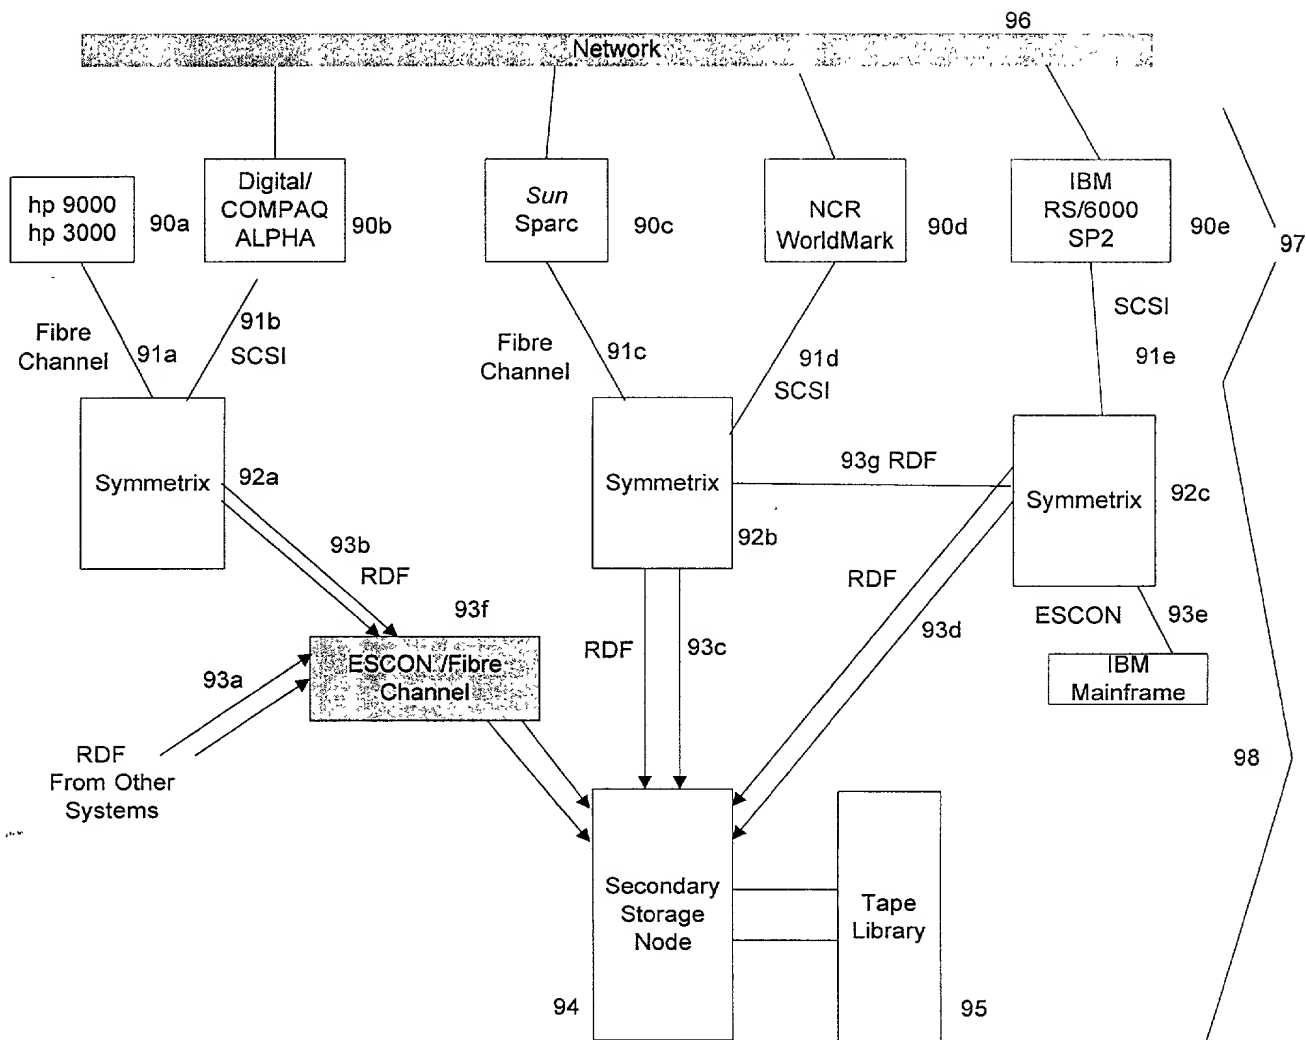 96
Network
hp 9000
hp 3000
90a
Digital/
COMPAQ
ALPHA
90b
Sun
Sparc
90c
NCR
WorldMark
90d
IBM
RS/6000
SP2
90e
97
Fibre
Channel
91a
91b
SCSI
Fibre
Channel
91c
91d
SCSI
SCSI
91e
Symmetrix
92a
Symmetrix
92b
93g RDF
Symmetrix
92c
93b
RDF
93f
ESCON /Fibre
Channel
93a
RDF
From Other
Systems
RDF
93c
RDF
93d
ESCON
93e
IBM
Mainframe
98
Secondary
Storage
Node
94
Tape
Library
95